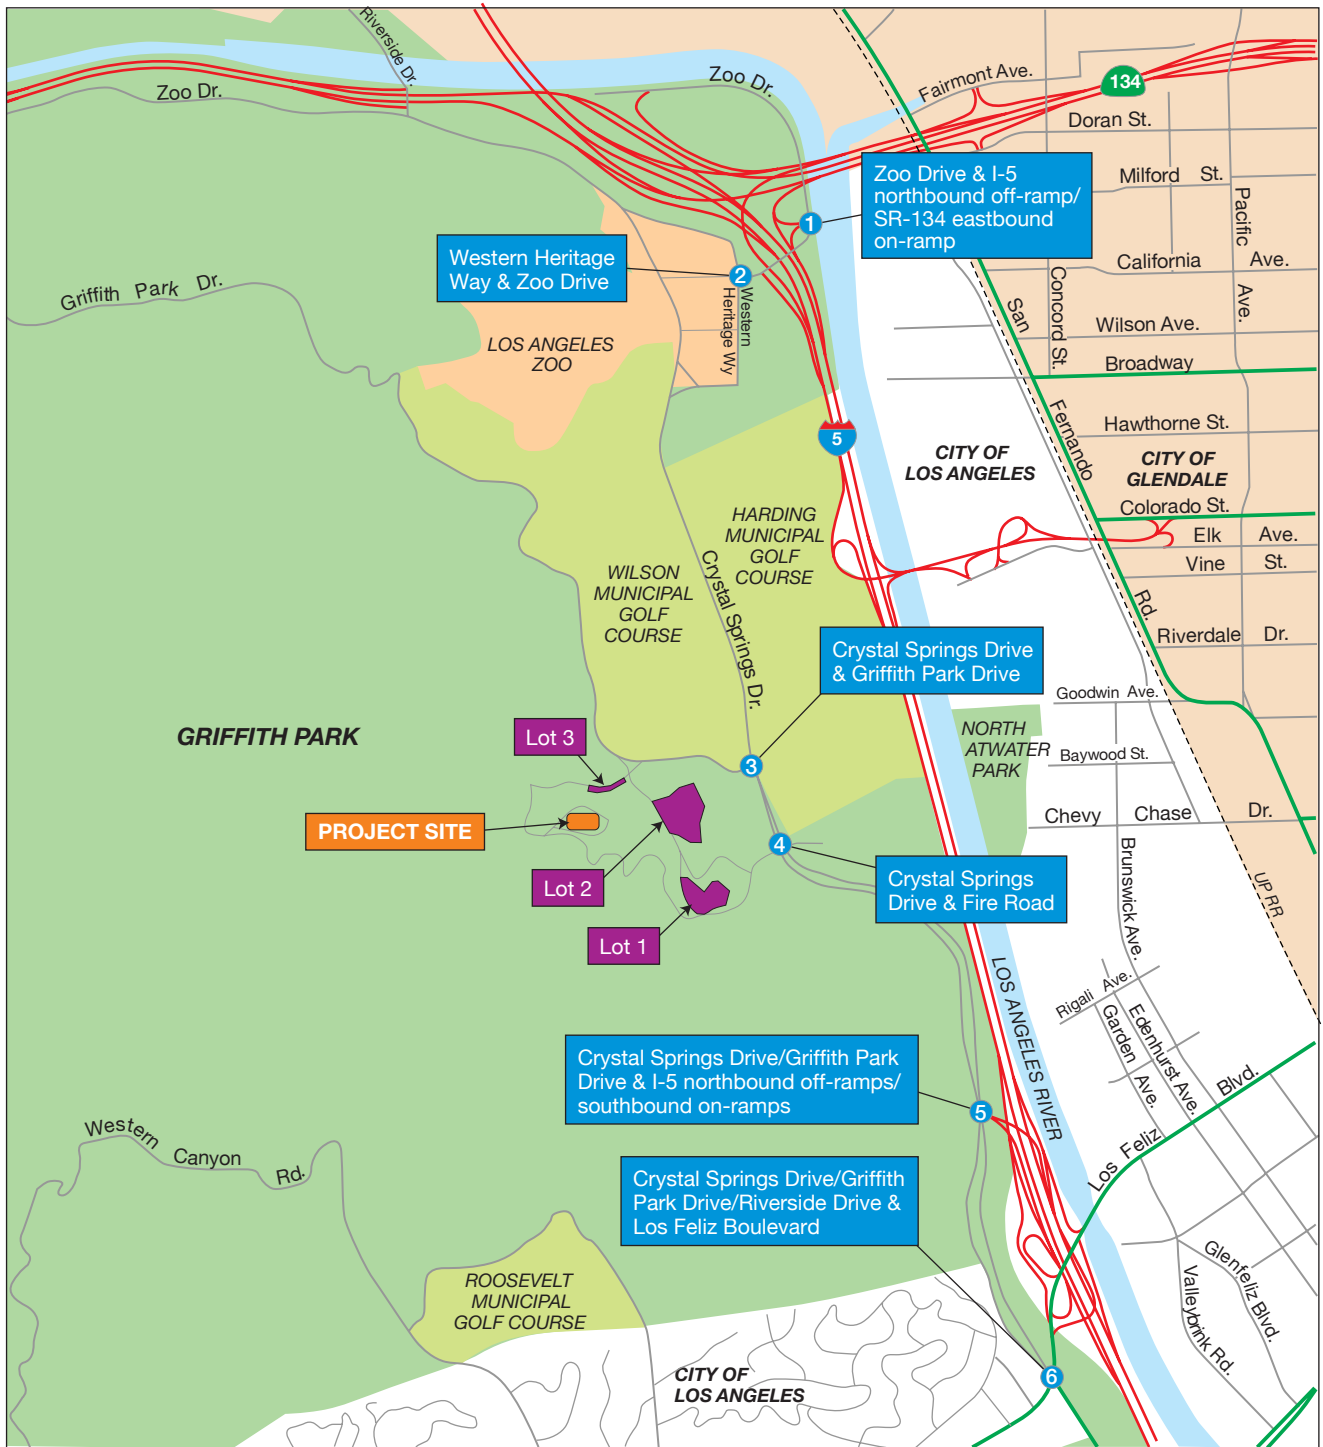 Riverside Dr.
Zoo Dr.
Zoo Dr.
Fairmont Ave.
134
Doran St.
Zoo Drive & I-5
northbound off-ramp/
SR-134 eastbound
on-ramp
Milford St.
Pacific Ave.
1
Western Heritage
Way & Zoo Drive
2
Western
Heritage Wy
California Ave.
Griffith Park Dr.
San Fernando Rd.
Concord St.
Wilson Ave.
LOS ANGELES
ZOO
Broadway
Hawthorne St.
5
CITY OF
LOS ANGELES
CITY OF
GLENDALE
Colorado St.
HARDING
MUNICIPAL
GOLF
COURSE
Elk Ave.
Vine St.
Crystal Springs Dr.
WILSON
MUNICIPAL
GOLF
COURSE
Riverdale Dr.
Crystal Springs Drive
& Griffith Park Drive
Goodwin Ave.
GRIFFITH PARK
Lot 3
3
NORTH
ATWATER
PARK
Baywood St.
PROJECT SITE
Chevy Chase Dr.
4
Lot 2
Crystal Springs
Drive & Fire Road
Brunswick Ave.
UP RR
Lot 1
LOS ANGELES RIVER
Rigali Ave.
Garden Ave.
Edenhurst Ave.
Crystal Springs Drive/Griffith Park
Drive & I-5 northbound off-ramps/
southbound on-ramps
5
Los Feliz Blvd.
Western Canyon Rd.
Crystal Springs Drive/Griffith
Park Drive/Riverside Drive &
Los Feliz Boulevard
Glenfeliz Blvd.
Valleybrink Rd.
ROOSEVELT
MUNICIPAL
GOLF COURSE
CITY OF
LOS ANGELES
6